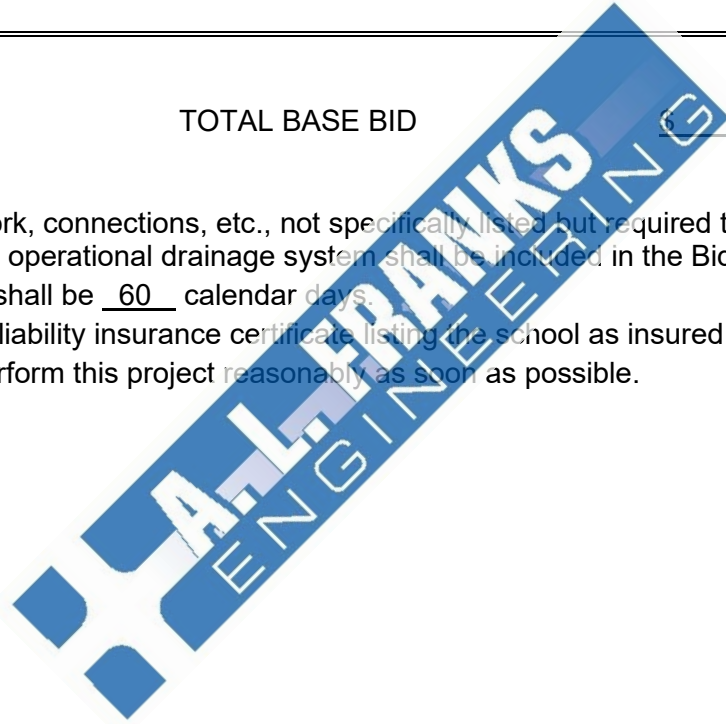 TOTAL BASE BID $
rk, connections, etc., not specifically listed but required t
operational drainage system shall be included in the Bid
shall be 60 calendar days.
liability insurance certificate listing the school as insured
rform this project reasonably as soon as possible.
A. L. FRANKS
ENGINEERING